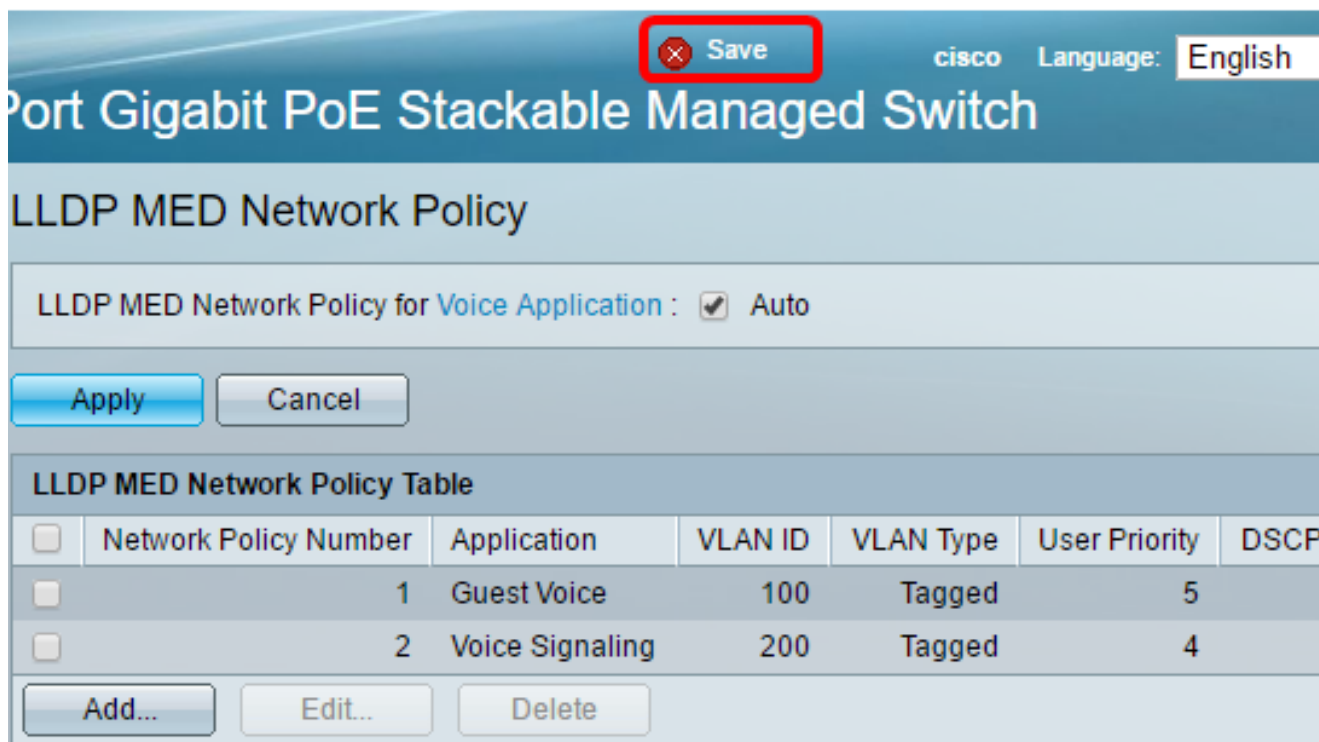 Save cisco Language: English
Port Gigabit PoE Stackable Managed Switch
LLDP MED Network Policy
LLDP MED Network Policy for Voice Application : Auto
Apply Cancel
LLDP MED Network Policy Table
Network Policy Number Application VLAN ID VLAN Type User Priority DSCP
1 Guest Voice 100 Tagged 5
2 Voice Signaling 200 Tagged 4
Add... Edit... Delete